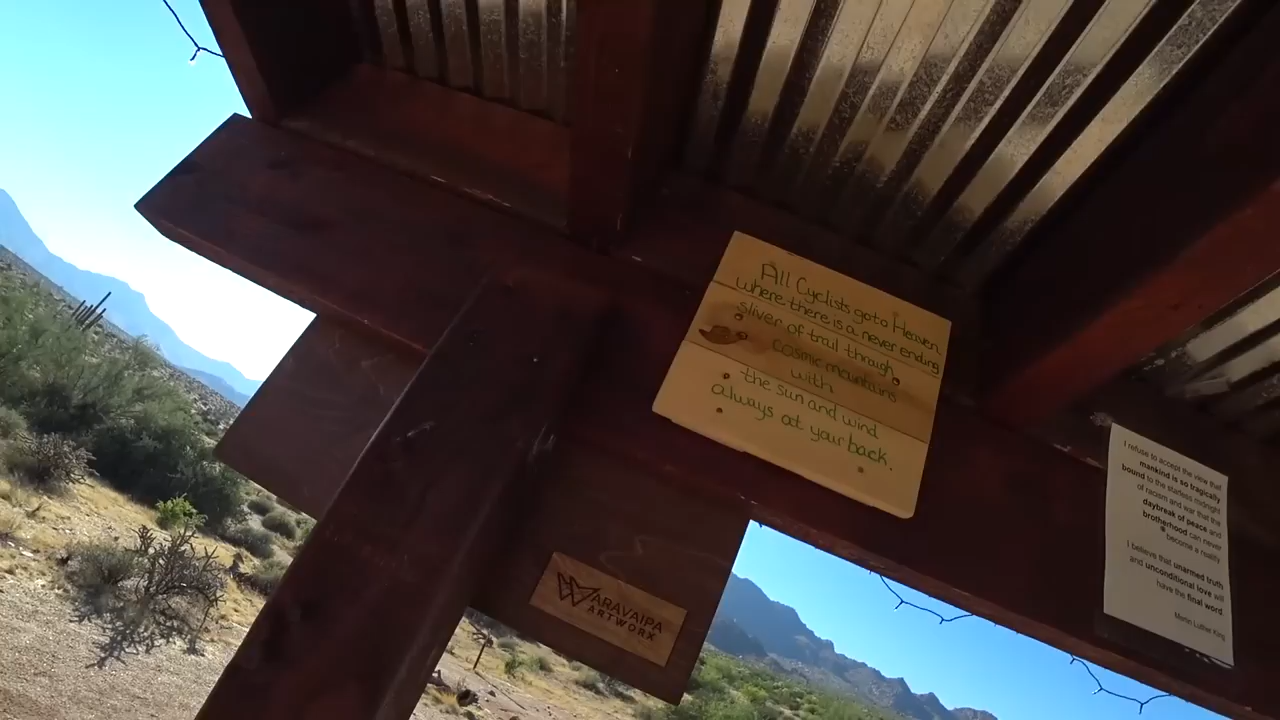 All Cyclists go to Heaven,
where there is a never ending
sliver of trail through
cosmic mountains
with
the sun and wind
always at your back.
ARAVAIPA
ARTWORX
I refuse to accept the view that
mankind is so tragically
bound to the starless midnight
of racism and war that the
daybreak of peace and
brotherhood can never
become a reality
I believe that unarmed truth
and unconditional love will
have the final word.
Martin Luther King